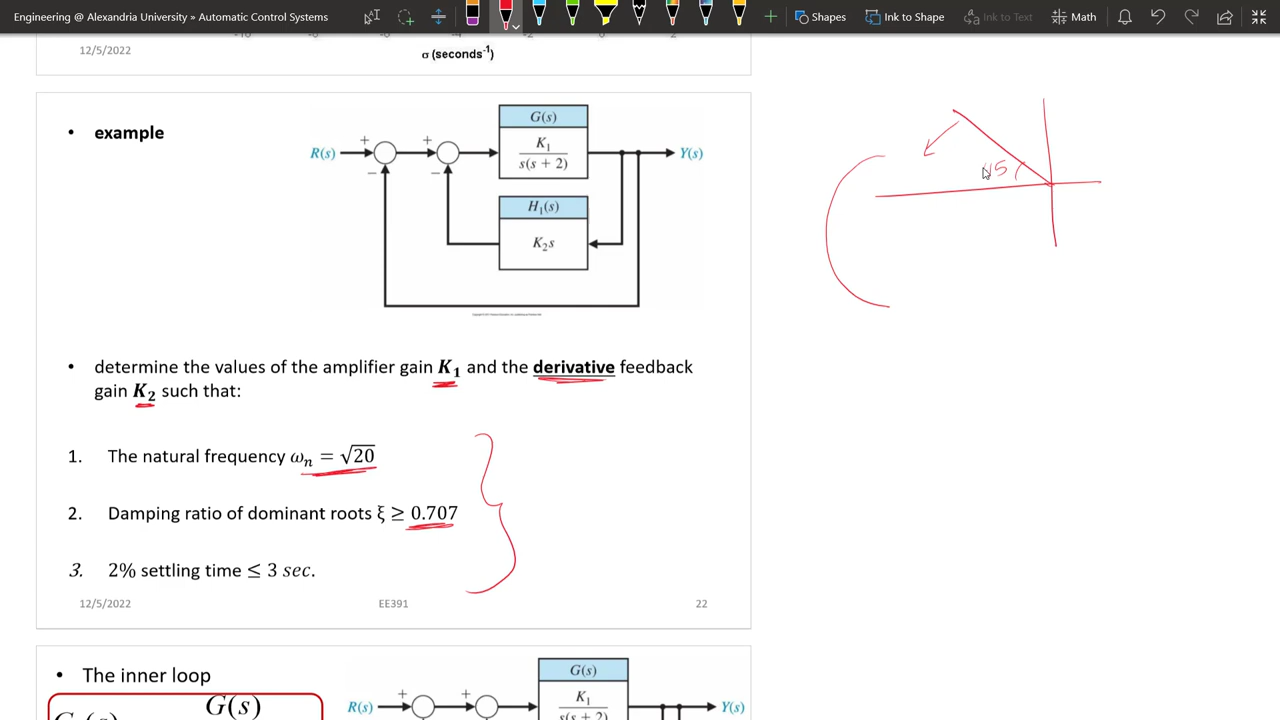 Engineering @ Alexandria University » Automatic Control Systems
Shapes
Ink to Shape
Ink to Text
Math
12/5/2022
σ (seconds⁻¹)
• example
R(s)
+
−
+
−
G(s)
K₁
s(s + 2)
Y(s)
H₁(s)
K₂s
45
• determine the values of the amplifier gain K₁ and the derivative feedback
gain K₂ such that:
1. The natural frequency ωₙ = √20
2. Damping ratio of dominant roots ξ ≥ 0.707
3. 2% settling time ≤ 3 sec.
12/5/2022 EE391 22
• The inner loop
G(s)
R(s)
+
+
G(s)
K₁
s(s + 2)
Y(s)